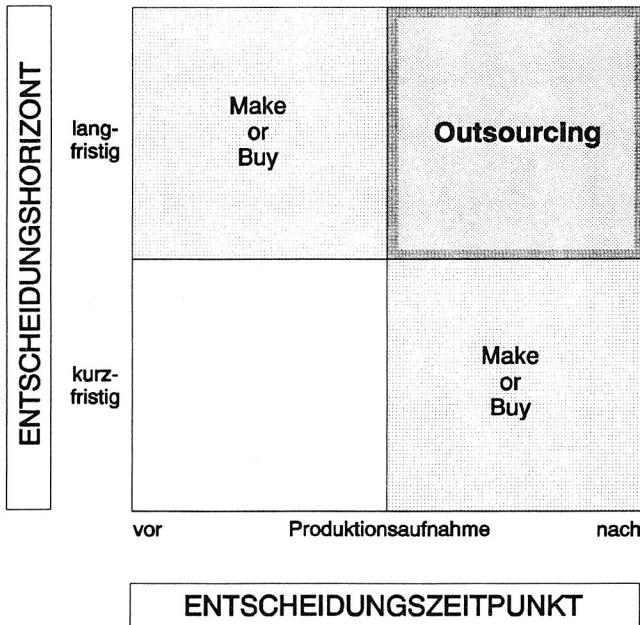 ENTSCHEIDUNGSHORIZONT
lang-
fristig
Make
or
Buy
Outsourcing
kurz-
fristig
Make
or
Buy
vor Produktionsaufnahme nach
ENTSCHEIDUNGSZEITPUNKT